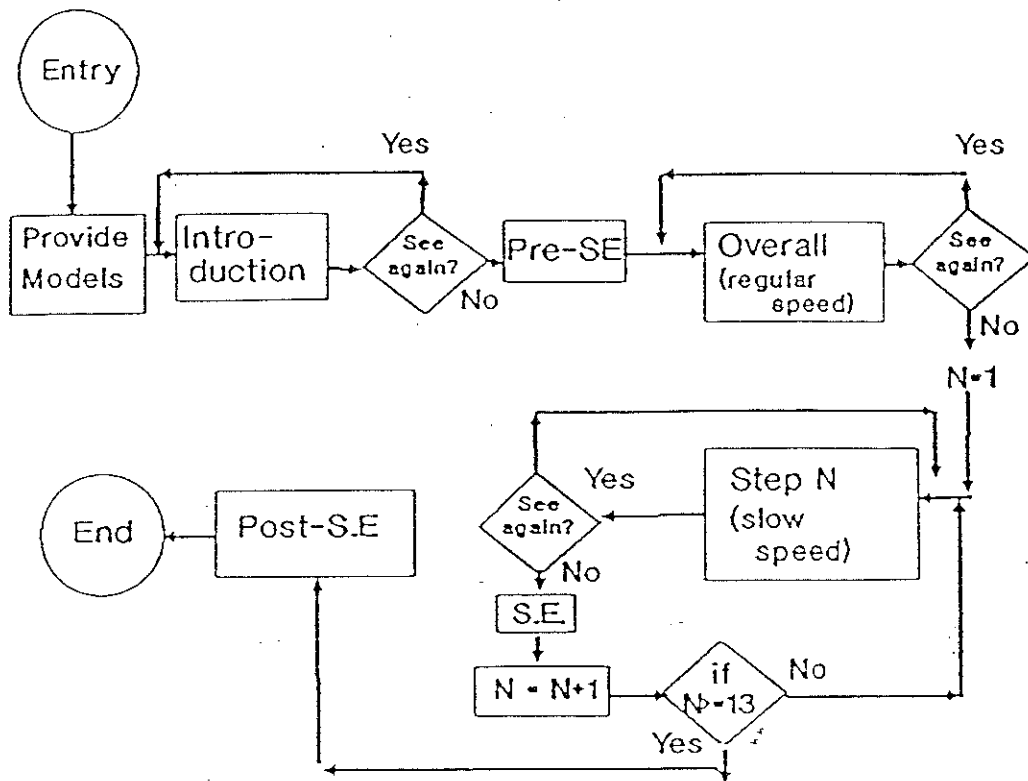 Entry
Yes
Yes
Provide
Models
Intro-
duction
See
again?
No
Pre-SE
Overall
(regular
speed)
See
again?
No
N=1
Step N
(slow
speed)
Yes
See
again?
No
S.E.
N = N+1
if
N>=13
No
Yes
Post-S.E
End